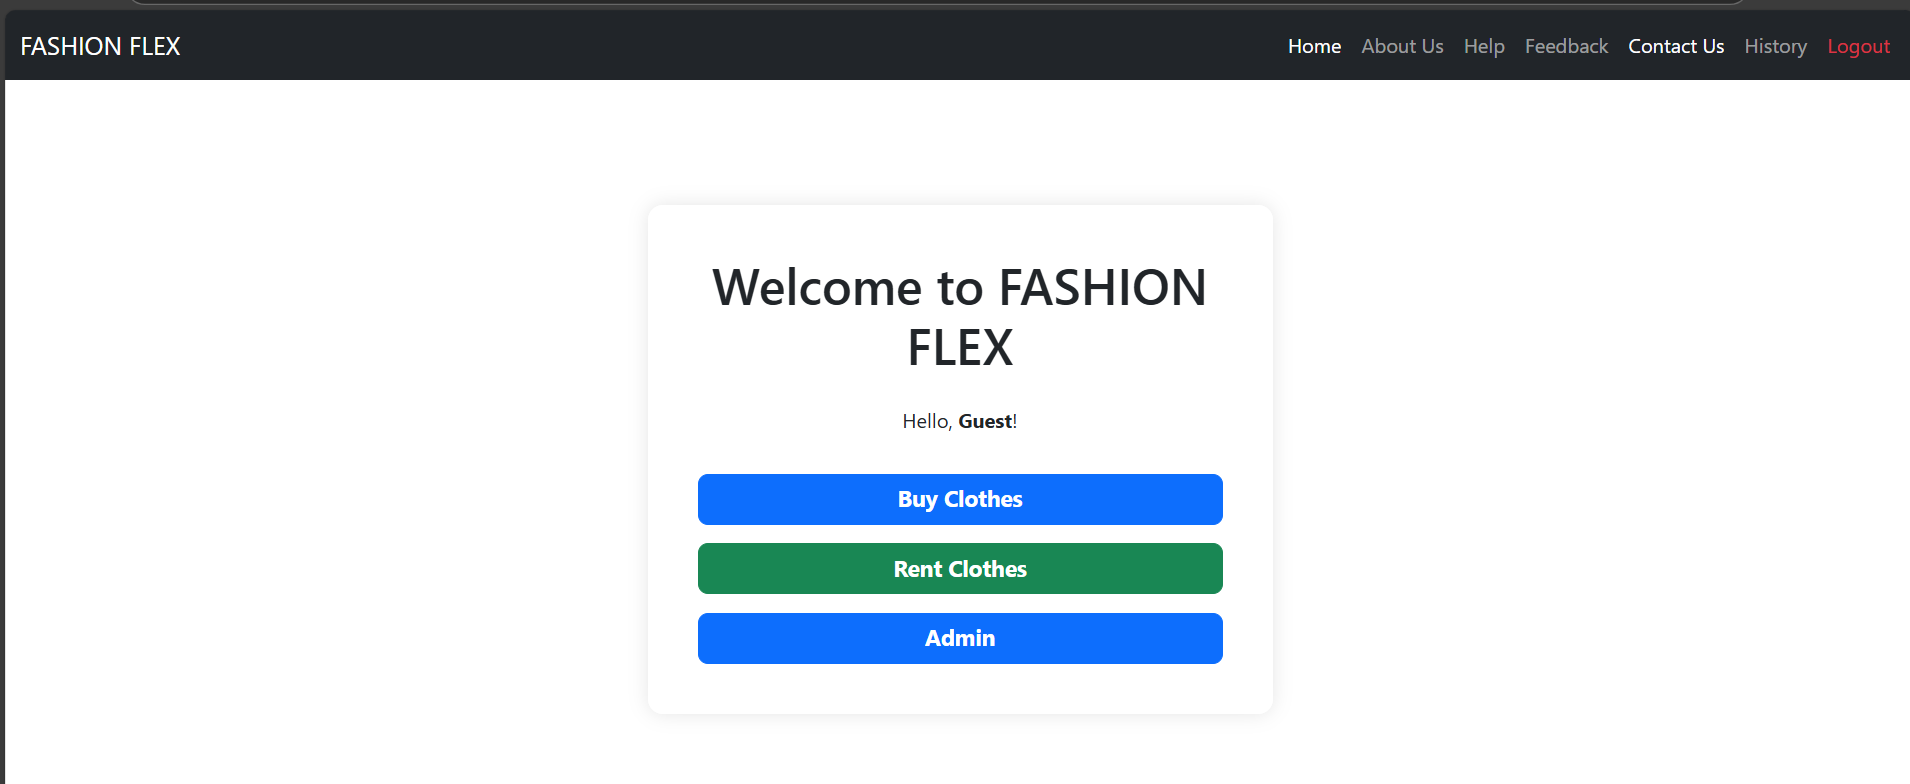 FASHION FLEX
Home About Us Help Feedback Contact Us History Logout
Welcome to FASHION
FLEX
Hello, Guest!
Buy Clothes
Rent Clothes
Admin